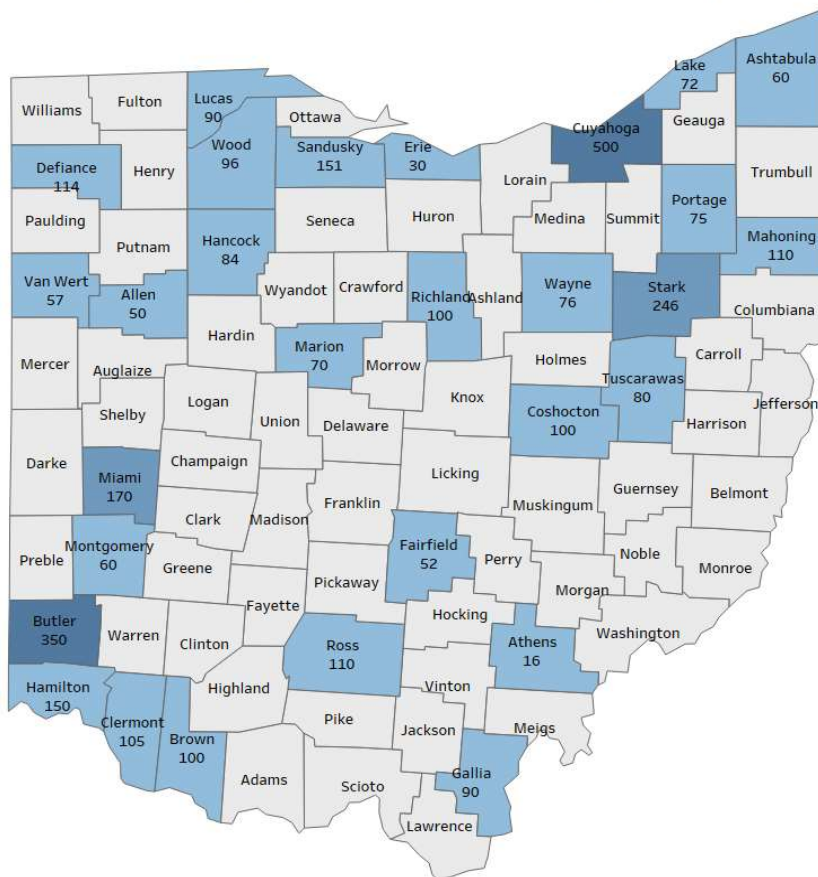 Williams
Fulton
Lucas
90
Ottawa
Lake
72
Ashtabula
60
Defiance
114
Henry
Wood
96
Sandusky
151
Erie
30
Lorain
Cuyahoga
500
Geauga
Trumbull
Paulding
Putnam
Hancock
84
Seneca
Huron
Medina
Summit
Portage
75
Mahoning
110
Van Wert
57
Allen
50
Wyandot
Crawford
Richland
100
Ashland
Wayne
76
Stark
246
Columbiana
Mercer
Auglaize
Hardin
Marion
70
Morrow
Holmes
Tuscarawas
80
Carroll
Jefferson
Shelby
Logan
Union
Delaware
Knox
Coshocton
100
Harrison
Darke
Miami
170
Champaign
Licking
Muskingum
Guernsey
Belmont
Clark
Madison
Franklin
Preble
Montgomery
60
Greene
Pickaway
Fairfield
52
Perry
Morgan
Noble
Monroe
Butler
350
Warren
Clinton
Fayette
Hocking
Athens
16
Washington
Hamilton
150
Clermont
105
Brown
100
Highland
Ross
110
Vinton
Meigs
Adams
Pike
Scioto
Jackson
Gallia
90
Lawrence